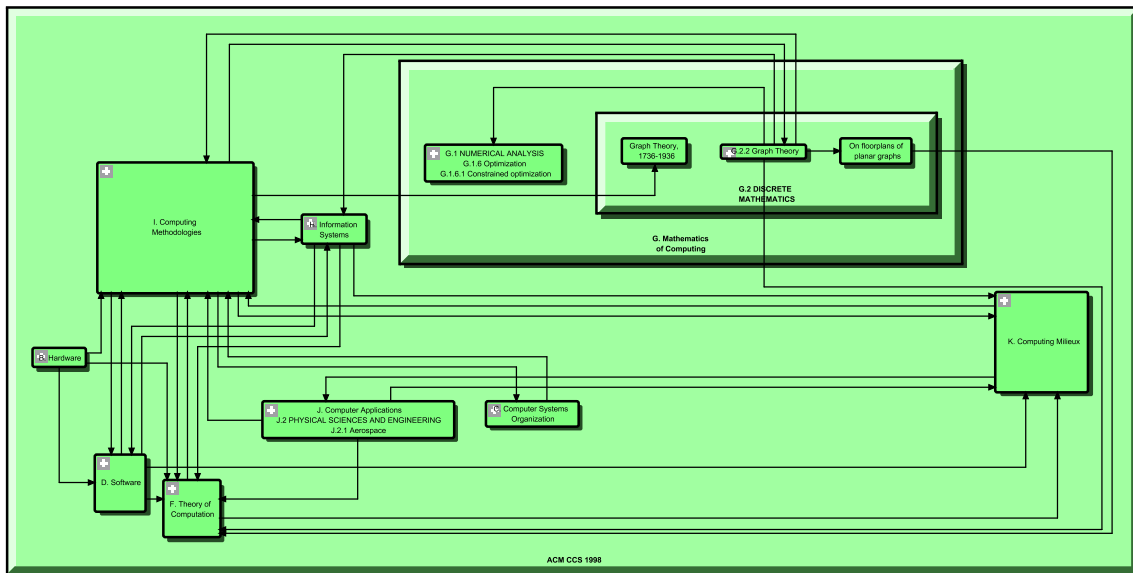 G.1 NUMERICAL ANALYSIS
G.1.6 Optimization
G.1.6.1 Constrained optimization
Graph Theory,
1736-1936
G.2.2 Graph Theory
On floorplans of
planar graphs
G.2 DISCRETE
MATHEMATICS
G. Mathematics
of Computing
I. Computing
Methodologies
H. Information
Systems
K. Computing Milieux
B. Hardware
J. Computer Applications
J.2 PHYSICAL SCIENCES AND ENGINEERING
J.2.1 Aerospace
C. Computer Systems
Organization
D. Software
F. Theory of
Computation
ACM CCS 1998